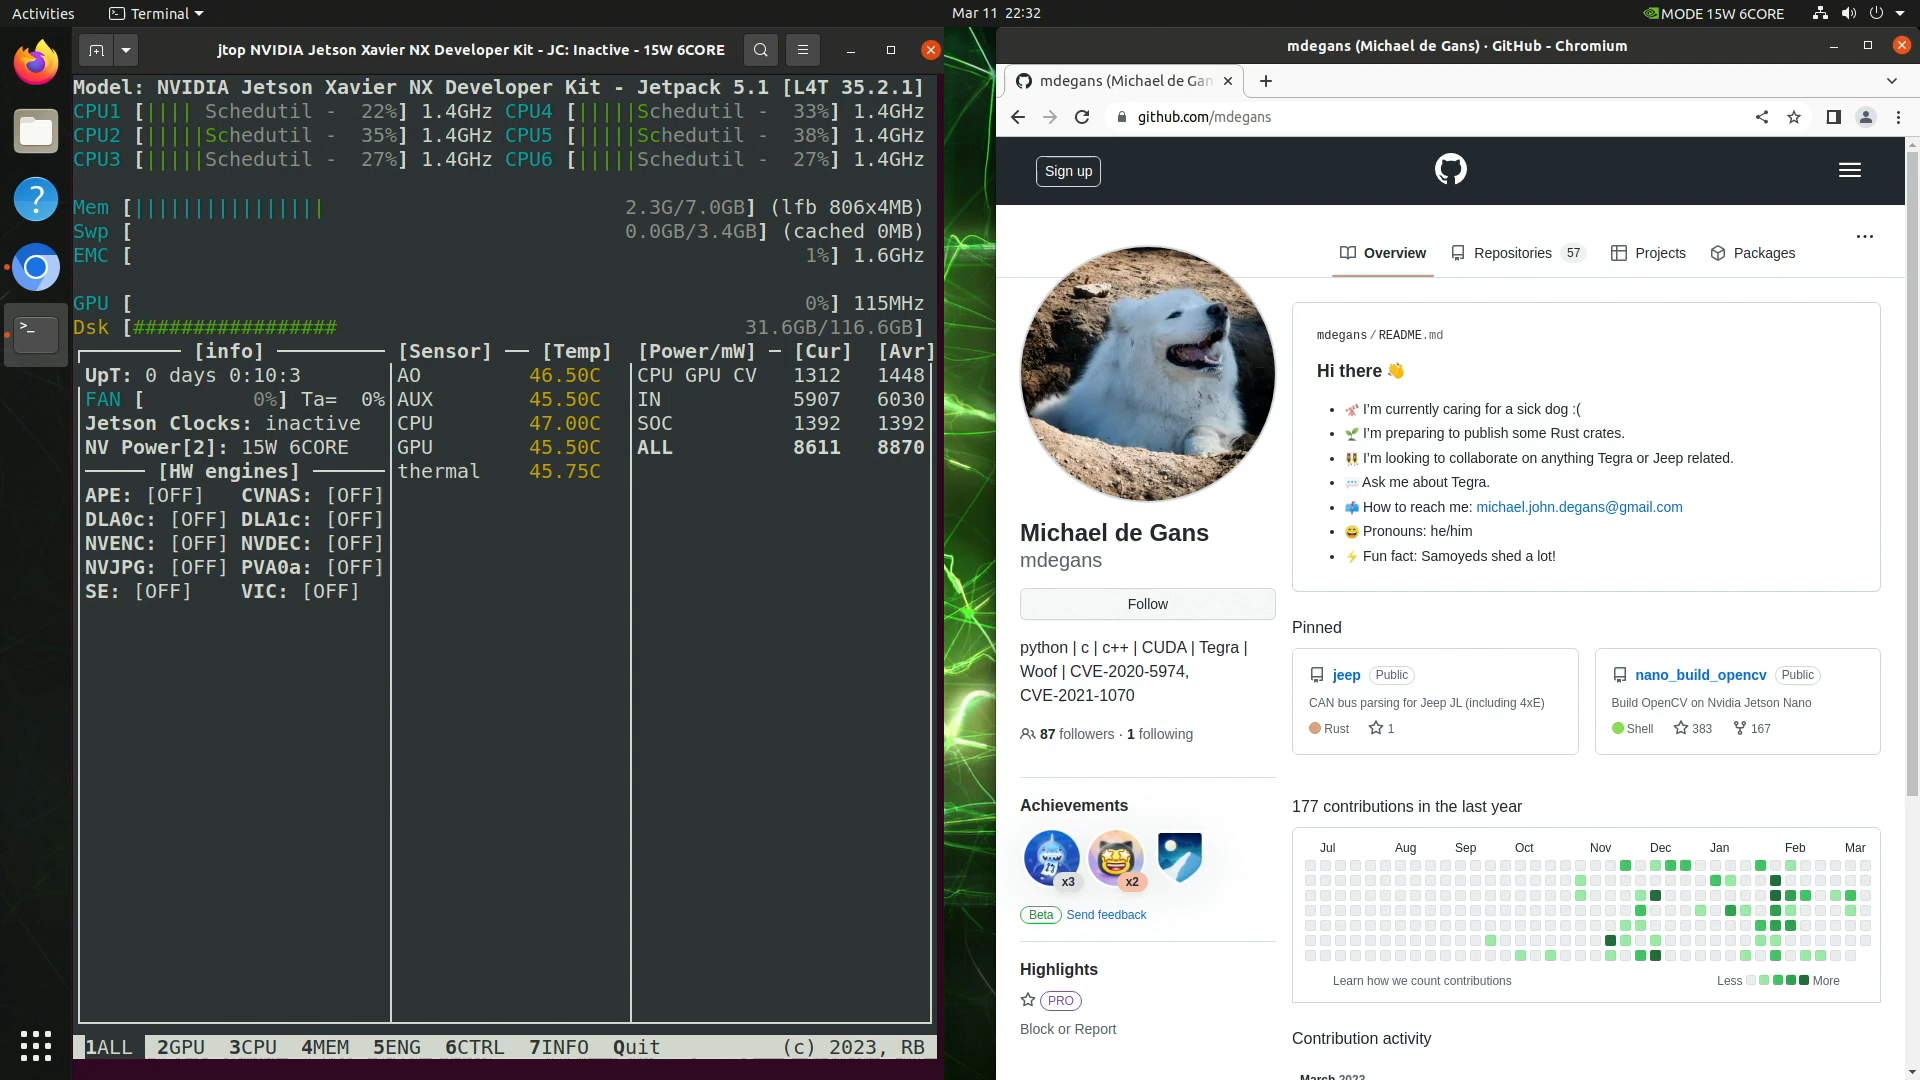 Activities Terminal Mar 11 22:32 MODE 15W 6CORE
jtop NVIDIA Jetson Xavier NX Developer Kit - JC: Inactive - 15W 6CORE
Model: NVIDIA Jetson Xavier NX Developer Kit - Jetpack 5.1 [L4T 35.2.1]
CPU1 [|||| Schedutil - 22%] 1.4GHz CPU4 [|||||Schedutil - 33%] 1.4GHz
CPU2 [|||||Schedutil - 35%] 1.4GHz CPU5 [|||||Schedutil - 38%] 1.4GHz
CPU3 [|||||Schedutil - 27%] 1.4GHz CPU6 [|||||Schedutil - 27%] 1.4GHz
Mem [|||||||||||||||| 2.3G/7.0GB] (lfb 806x4MB)
Swp [ 0.0GB/3.4GB] (cached 0MB)
EMC [ 1%] 1.6GHz
GPU [ 0%] 115MHz
Dsk [################# 31.6GB/116.6GB]
[info] [Sensor] [Temp] [Power/mW] [Cur] [Avr]
UpT: 0 days 0:10:3 AO 46.50C CPU GPU CV 1312 1448
FAN [ 0%] Ta= 0% AUX 45.50C IN 5907 6030
Jetson Clocks: inactive CPU 47.00C SOC 1392 1392
NV Power[2]: 15W 6CORE GPU 45.50C ALL 8611 8870
[HW engines] thermal 45.75C
APE: [OFF] CVNAS: [OFF]
DLA0c: [OFF] DLA1c: [OFF]
NVENC: [OFF] NVDEC: [OFF]
NVJPG: [OFF] PVA0a: [OFF]
SE: [OFF] VIC: [OFF]
1ALL 2GPU 3CPU 4MEM 5ENG 6CTRL 7INFO Quit (c) 2023, RB
mdegans (Michael de Gans) · GitHub - Chromium
mdegans (Michael de Gan
github.com/mdegans
Sign up
Overview Repositories 57 Projects Packages
mdegans/README.md
Hi there 👋
I'm currently caring for a sick dog :(
I'm preparing to publish some Rust crates.
I'm looking to collaborate on anything Tegra or Jeep related.
Ask me about Tegra.
How to reach me: michael.john.degans@gmail.com
Pronouns: he/him
Fun fact: Samoyeds shed a lot!
Michael de Gans
mdegans
Follow
python | c | c++ | CUDA | Tegra |
Woof | CVE-2020-5974,
CVE-2021-1070
87 followers · 1 following
Achievements
x3 x2
Beta Send feedback
Highlights
PRO
Block or Report
Pinned
jeep Public
CAN bus parsing for Jeep JL (including 4xE)
Rust 1
nano_build_opencv Public
Build OpenCV on Nvidia Jetson Nano
Shell 383 167
177 contributions in the last year
Jul Aug Sep Oct Nov Dec Jan Feb Mar
Learn how we count contributions Less More
Contribution activity
March 2023